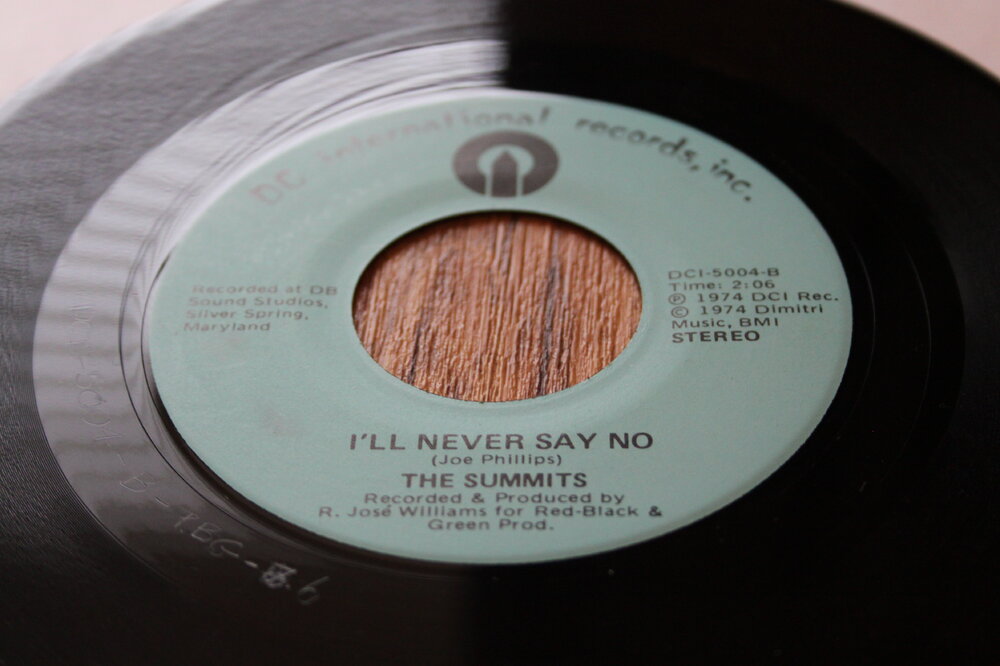 DC international records, inc.
Recorded at DB
Sound Studios,
Silver Spring,
Maryland
DCI-5004-B
Time: 2:06
Ⓟ 1974 DCI Rec.
© 1974 Dimitri
Music, BMI
STEREO
I'LL NEVER SAY NO
(Joe Phillips)
THE SUMMITS
Recorded & Produced by
R. José Williams for Red-Black &
Green Prod.